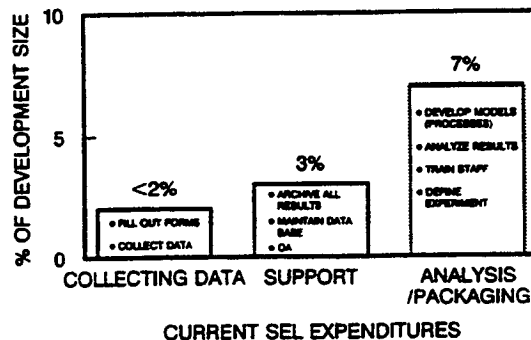 10
% OF DEVELOPMENT SIZE
5
0
<2%
• FILL OUT FORMS
• COLLECT DATA
3%
• ARCHIVE ALL
RESULTS
• MAINTAIN DATA
BASE
• QA
7%
• DEVELOP MODELS
(PROCESSES)
• ANALYZE RESULTS
• TRAIN STAFF
• DEFINE
EXPERIMENT
COLLECTING DATA
SUPPORT
ANALYSIS
/PACKAGING
CURRENT SEL EXPENDITURES